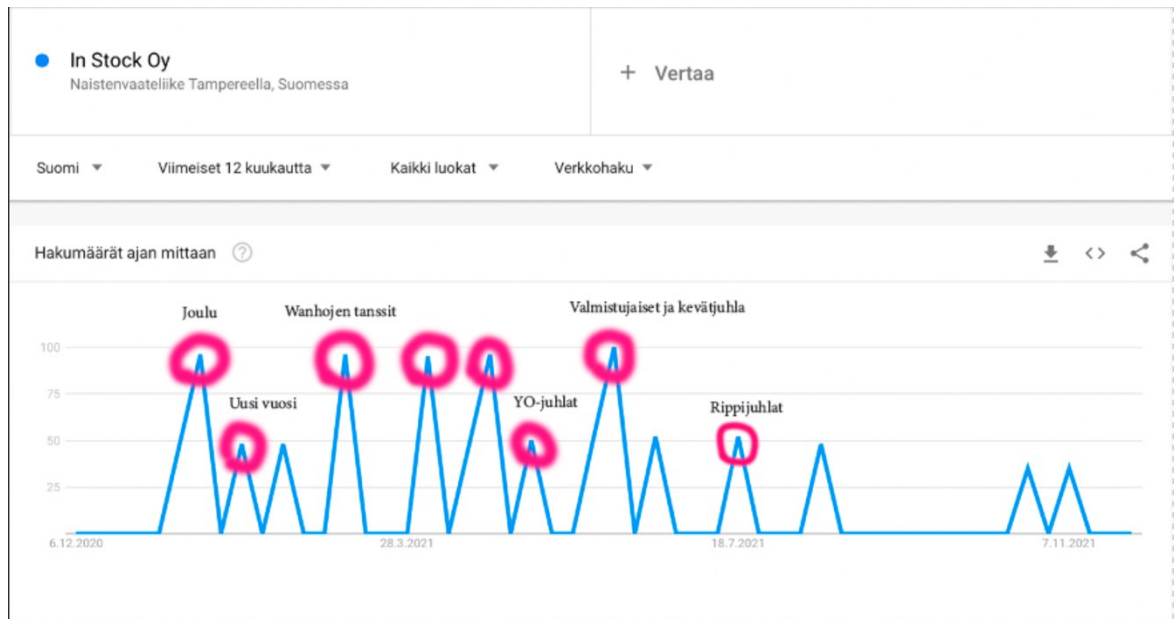 In Stock Oy
Naistenvaateliike Tampereella, Suomessa
+ Vertaa
Suomi
Viimeiset 12 kuukautta
Kaikki luokat
Verkkohaku
Hakumäärät ajan mittaan ?
Joulu
Wanhojen tanssit
Valmistujaiset ja kevätjuhla
Uusi vuosi
YO-juhlat
Rippijuhlat
100
75
50
25
6.12.2020
28.3.2021
18.7.2021
7.11.2021